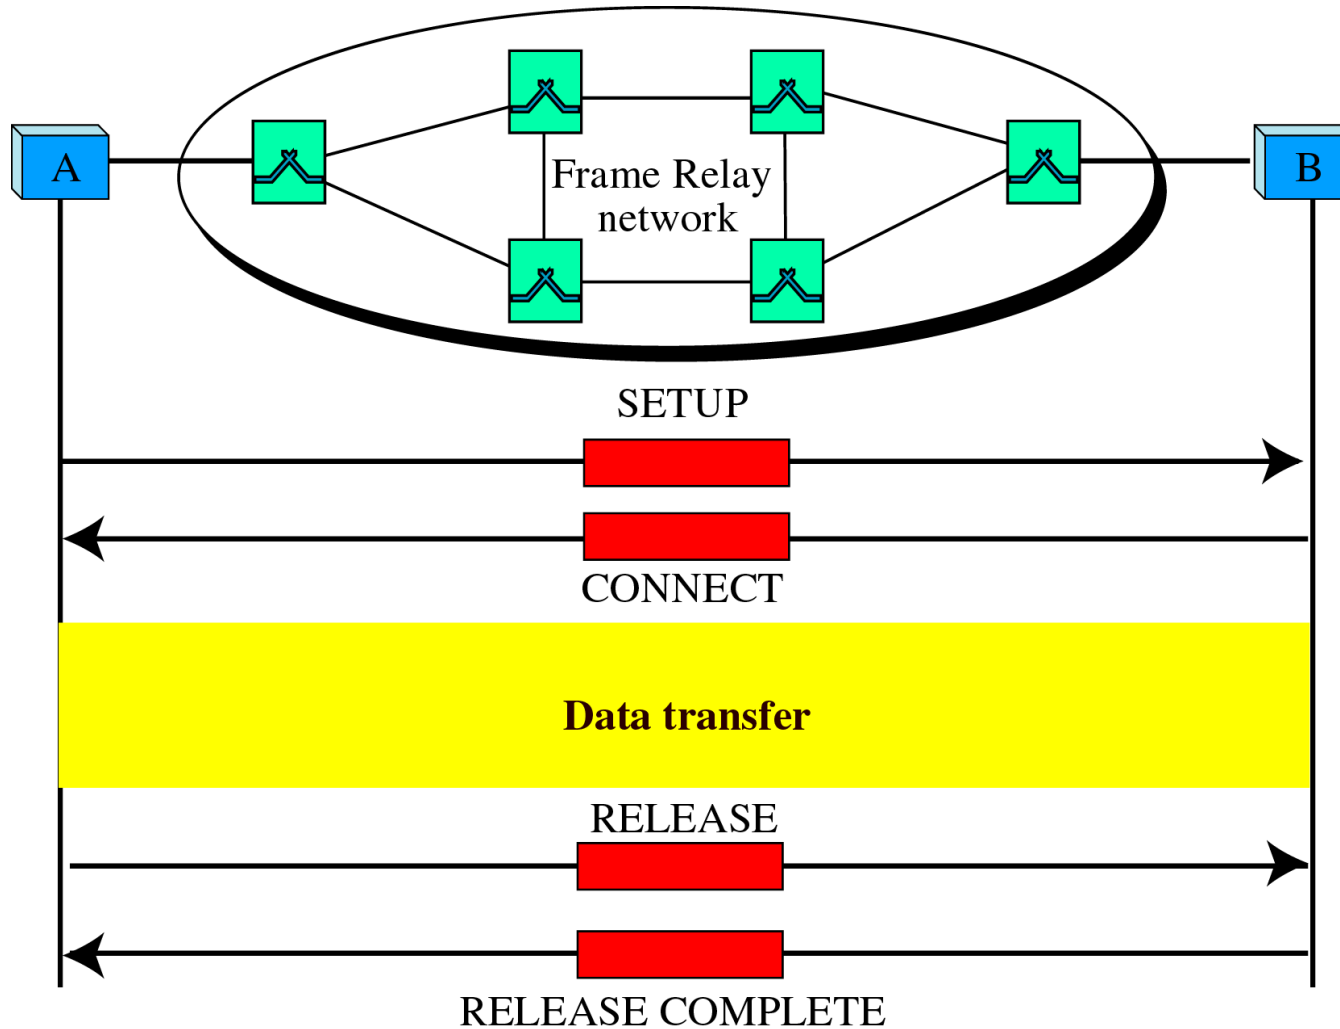 A
B
Frame Relay
network
SETUP
CONNECT
Data transfer
RELEASE
RELEASE COMPLETE